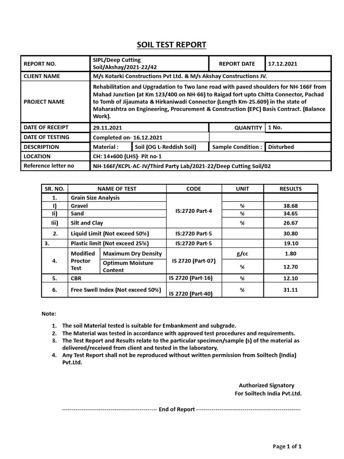 SOIL TEST REPORT
REPORT NO. SIPL/Deep Cutting Soil/Akshay/2021-22/42 REPORT DATE 17.12.2021
CLIENT NAME M/s Kotarki Constructions Pvt Ltd. & M/s Akshay Constructions JV.
PROJECT NAME Rehabilitation and Upgradation to Two lane road with paved shoulders for NH 166F from
Mahad Junction (at Km 123/400 on NH 66) to Raigad fort upto Chitta Connector, Pachad
to Tomb of Jijaumata & Hirkaniwadi Connector (Length Km-25.609) in the state of
Maharashtra on Engineering, Procurement & Construction (EPC) Basis Contract. (Balance
Work).
DATE OF RECEIPT 29.11.2021 QUANTITY 1 No.
DATE OF TESTING Completed on- 16.12.2021
DESCRIPTION Material : Soil (OG L-Reddish Soil) Sample Condition : Disturbed
LOCATION CH: 14+600 (LHS)- Pit no-1
Reference letter no NH-166F/KCPL-AC-JV/Third Party Lab/2021-22/Deep Cutting Soil/02
SR. NO. NAME OF TEST CODE UNIT RESULTS
1. Grain Size Analysis IS:2720 Part-4
i) Gravel % 38.68
ii) Sand % 34.65
iii) Silt and Clay % 26.67
2. Liquid Limit (Not exceed 50%) IS:2720 Part-5 30.80
3. Plastic limit (Not exceed 25%) IS:2720 Part-5 19.10
4. Modified Proctor Test Maximum Dry Density IS 2720 (Part-07) g/cc 1.80
Optimum Moisture Content % 12.70
5. CBR IS 2720 (Part-16) % 12.10
6. Free Swell Index (Not exceed 50%) IS 2720 (Part-40) % 31.11
Note:
1. The soil Material tested is suitable for Embankment and subgrade.
2. The Material was tested in accordance with approved test procedures and requirements.
3. The Test Report and Results relate to the particular specimen/sample (s) of the material as
delivered/received from client and tested in the laboratory.
4. Any Test Report shall not be reproduced without written permission from Soiltech (India)
Pvt.Ltd.
Authorized Signatory
For Soiltech India Pvt.Ltd.
End of Report
Page 1 of 1